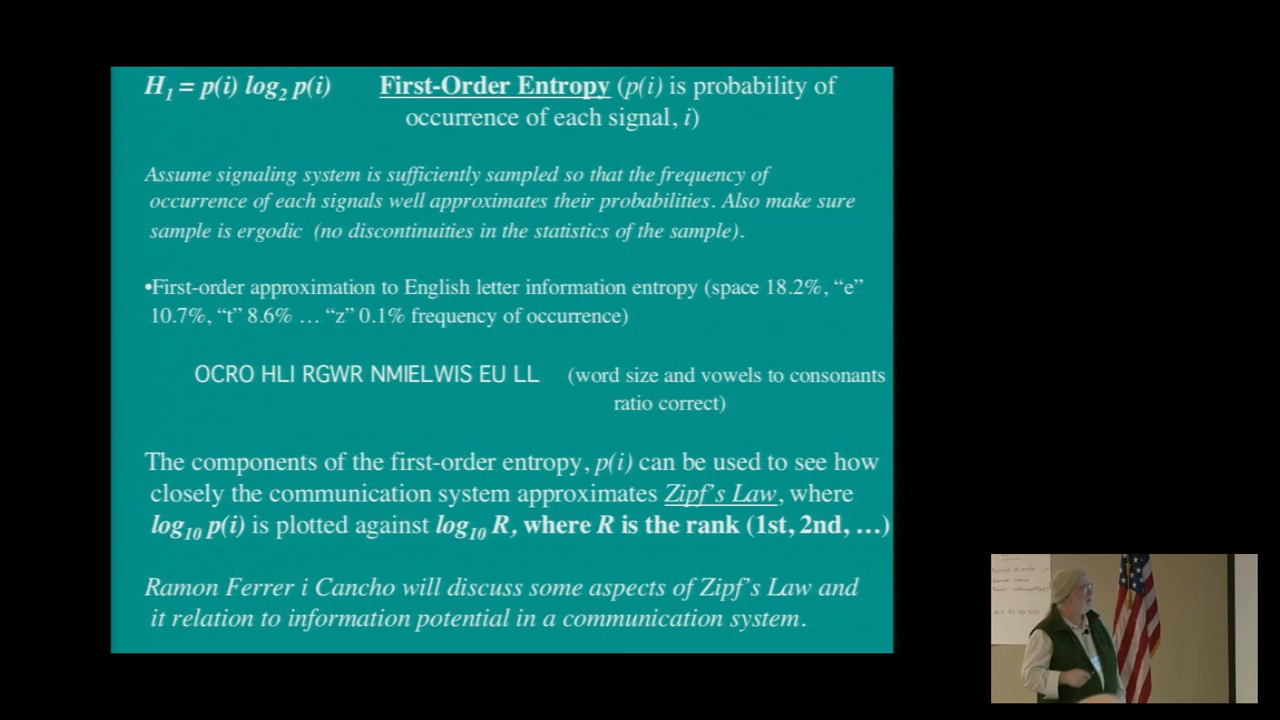 H1 = p(i) log2 p(i) First-Order Entropy (p(i) is probability of
occurrence of each signal, i)
Assume signaling system is sufficiently sampled so that the frequency of
occurrence of each signals well approximates their probabilities. Also make sure
sample is ergodic (no discontinuities in the statistics of the sample).
•First-order approximation to English letter information entropy (space 18.2%, “e”
10.7%, “t” 8.6% … “z” 0.1% frequency of occurrence)
OCRO HLI RGWR NMIELWIS EU LL (word size and vowels to consonants
ratio correct)
The components of the first-order entropy, p(i) can be used to see how
closely the communication system approximates Zipf’s Law, where
log10 p(i) is plotted against log10 R, where R is the rank (1st, 2nd, …)
Ramon Ferrer i Cancho will discuss some aspects of Zipf’s Law and
it relation to information potential in a communication system.